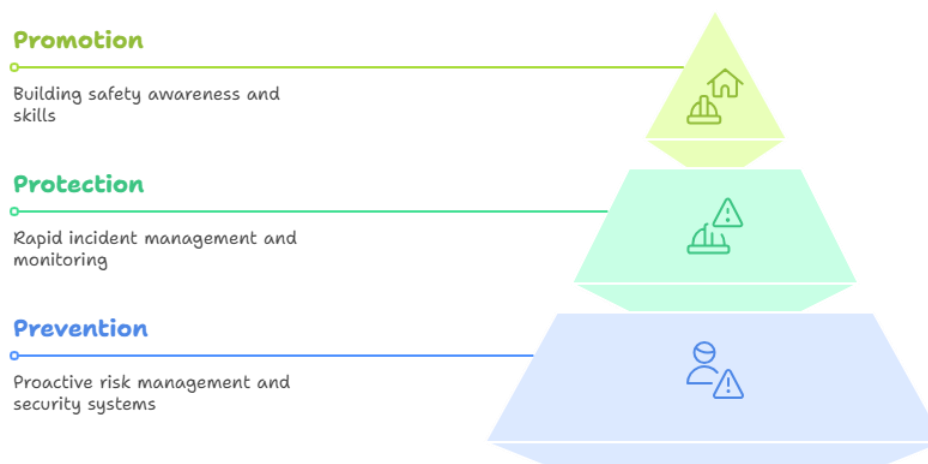 Promotion
Building safety awareness and
skills
Protection
Rapid incident management and
monitoring
Prevention
Proactive risk management and
security systems